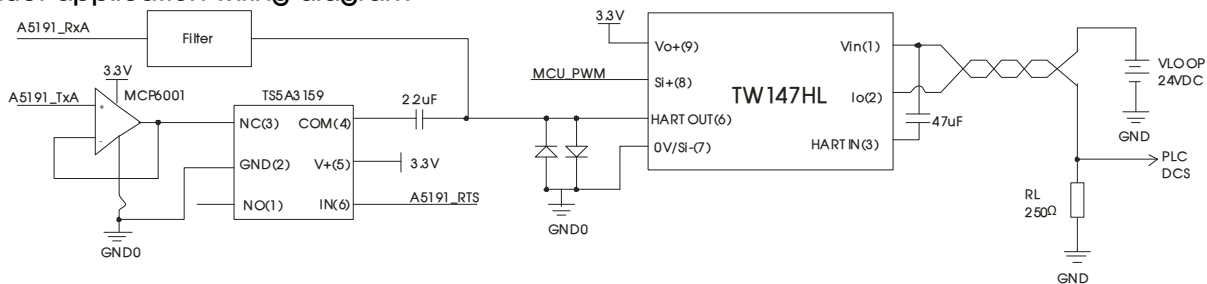 A5191_RxA
Filter
3.3V
A5191_TxA
MCP6001
+
-
GND0
TS5A3159
NC(3)
COM(4)
GND(2)
V+(5)
NO(1)
IN(6)
3.3V
A5191_RTS
2.2uF
GND0
3.3V
MCU_PWM
Vo+(9)
Vin(1)
Si+(8)
TW147HL
Io(2)
HART OUT(6)
0V/Si-(7)
HART IN(3)
47uF
VLOOP
24VDC
GND
PLC
DCS
RL
250Ω
GND